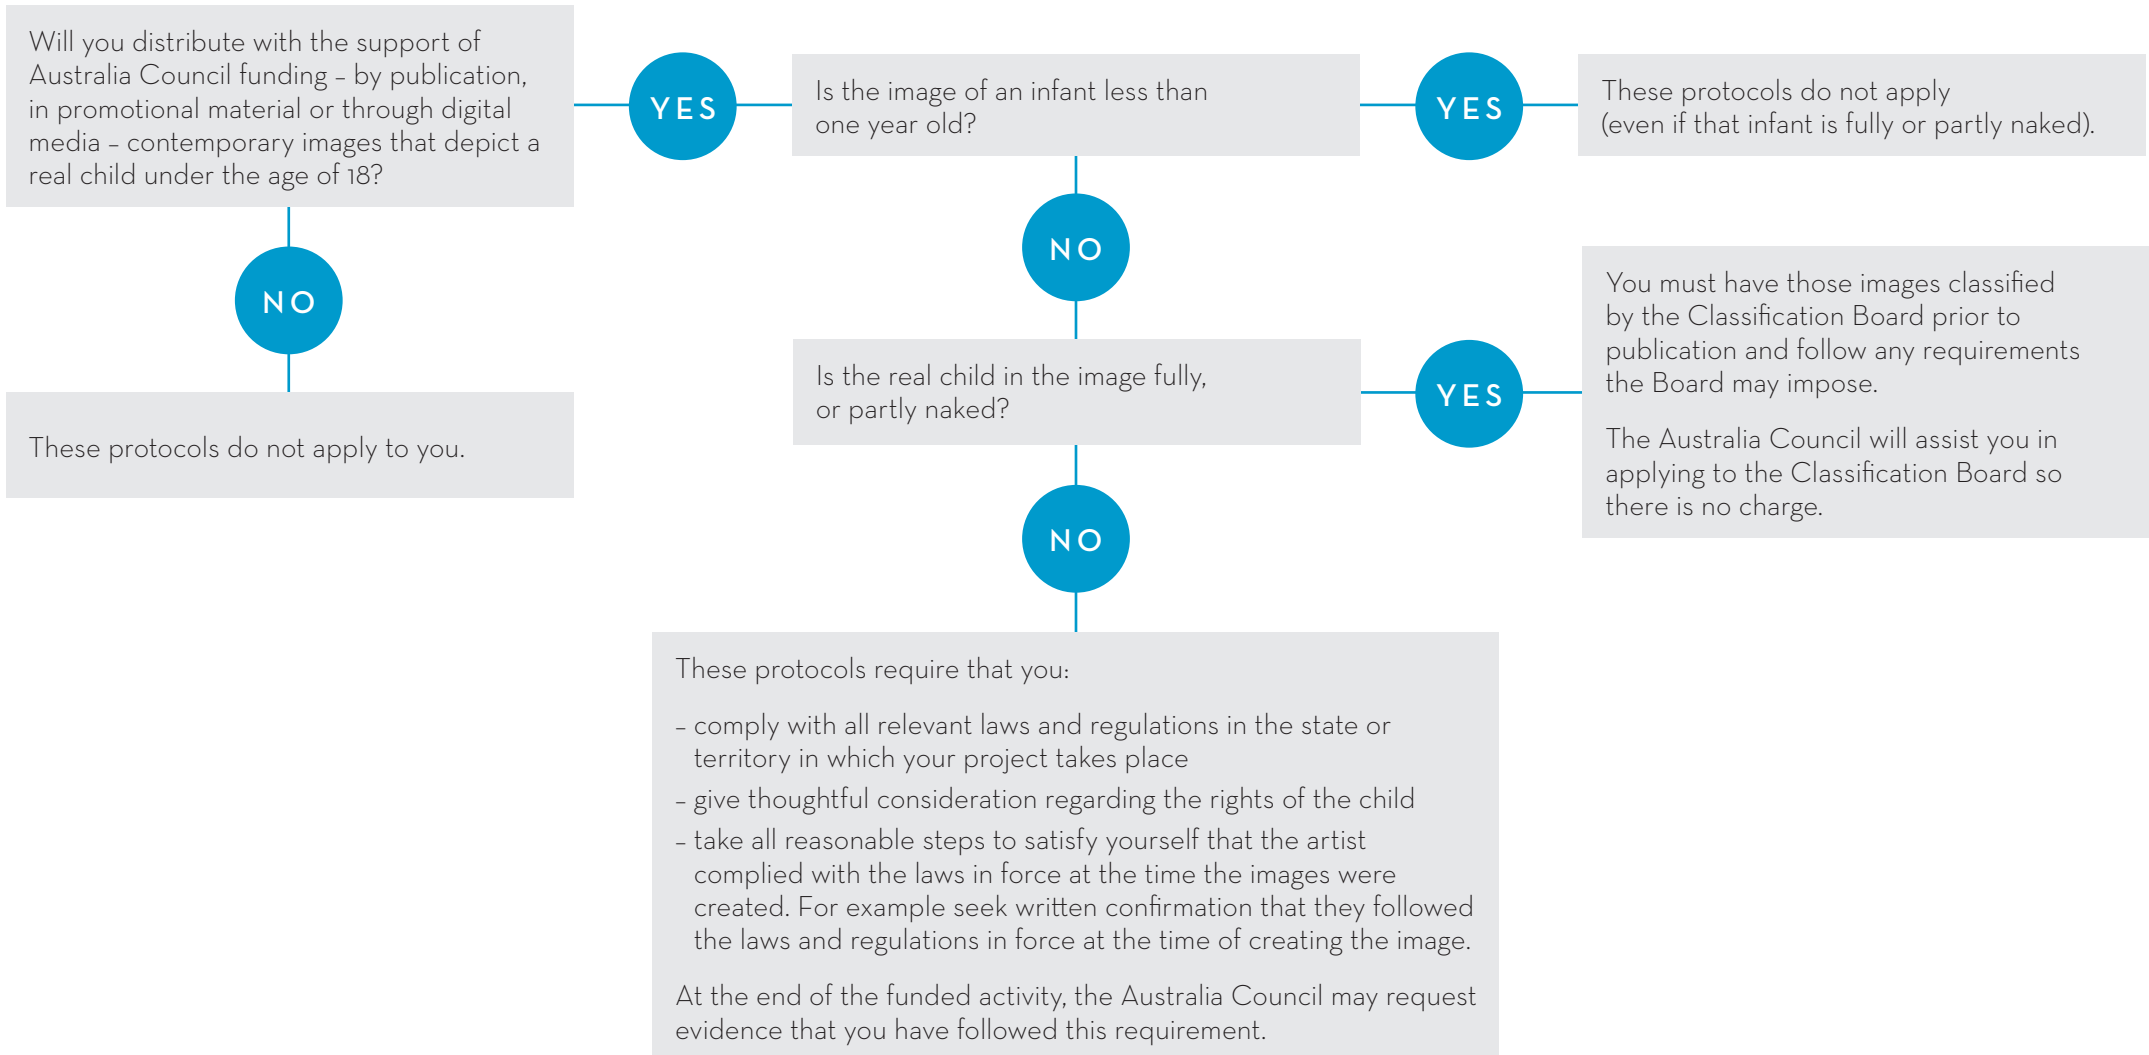 Will you distribute with the support of
Australia Council funding – by publication,
in promotional material or through digital
media – contemporary images that depict a
real child under the age of 18?
YES
Is the image of an infant less than
one year old?
YES
These protocols do not apply
(even if that infant is fully or partly naked).
NO
These protocols do not apply to you.
NO
Is the real child in the image fully,
or partly naked?
YES
You must have those images classified
by the Classification Board prior to
publication and follow any requirements
the Board may impose.
The Australia Council will assist you in
applying to the Classification Board so
there is no charge.
NO
These protocols require that you:
– comply with all relevant laws and regulations in the state or
territory in which your project takes place
– give thoughtful consideration regarding the rights of the child
– take all reasonable steps to satisfy yourself that the artist
complied with the laws in force at the time the images were
created. For example seek written confirmation that they followed
the laws and regulations in force at the time of creating the image.
At the end of the funded activity, the Australia Council may request
evidence that you have followed this requirement.